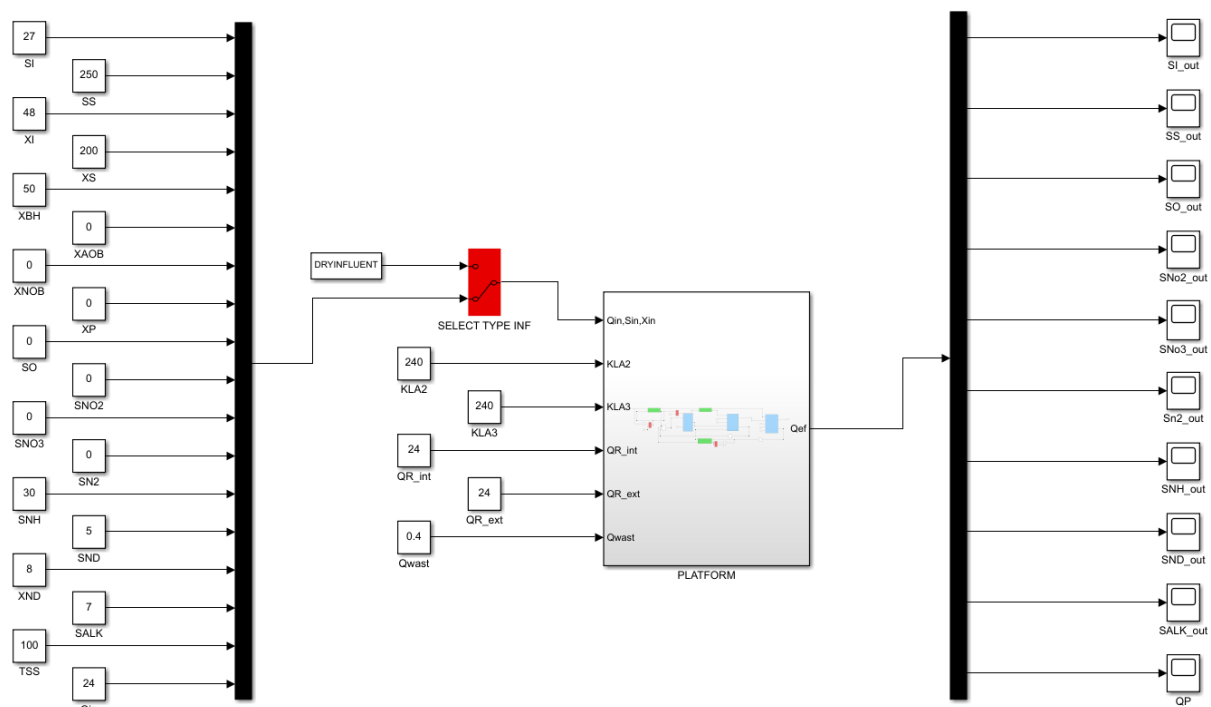 27
SI
250
SS
48
XI
200
XS
50
XBH
0
XAOB
0
XNOB
0
XP
0
SO
0
SNO2
0
SNO3
0
SN2
30
SNH
5
SND
8
XND
7
SALK
100
TSS
24
DRYINFLUENT
SELECT TYPE INF
240
KLA2
240
KLA3
24
QR_int
24
QR_ext
0.4
Qwast
Qin,Sin,Xin
KLA2
KLA3
QR_int
QR_ext
Qwast
Qef
PLATFORM
SI_out
SS_out
SO_out
SNo2_out
SNo3_out
Sn2_out
SNH_out
SND_out
SALK_out
QP